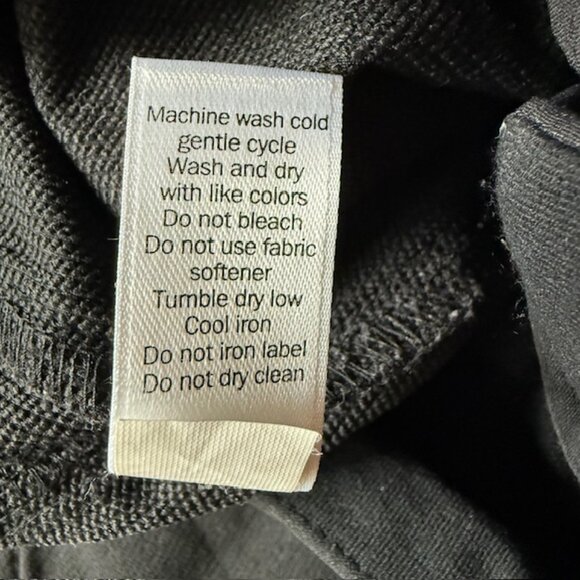 Machine wash cold
gentle cycle
Wash and dry
with like colors
Do not bleach
Do not use fabric
softener
Tumble dry low
Cool iron
Do not iron label
Do not dry clean